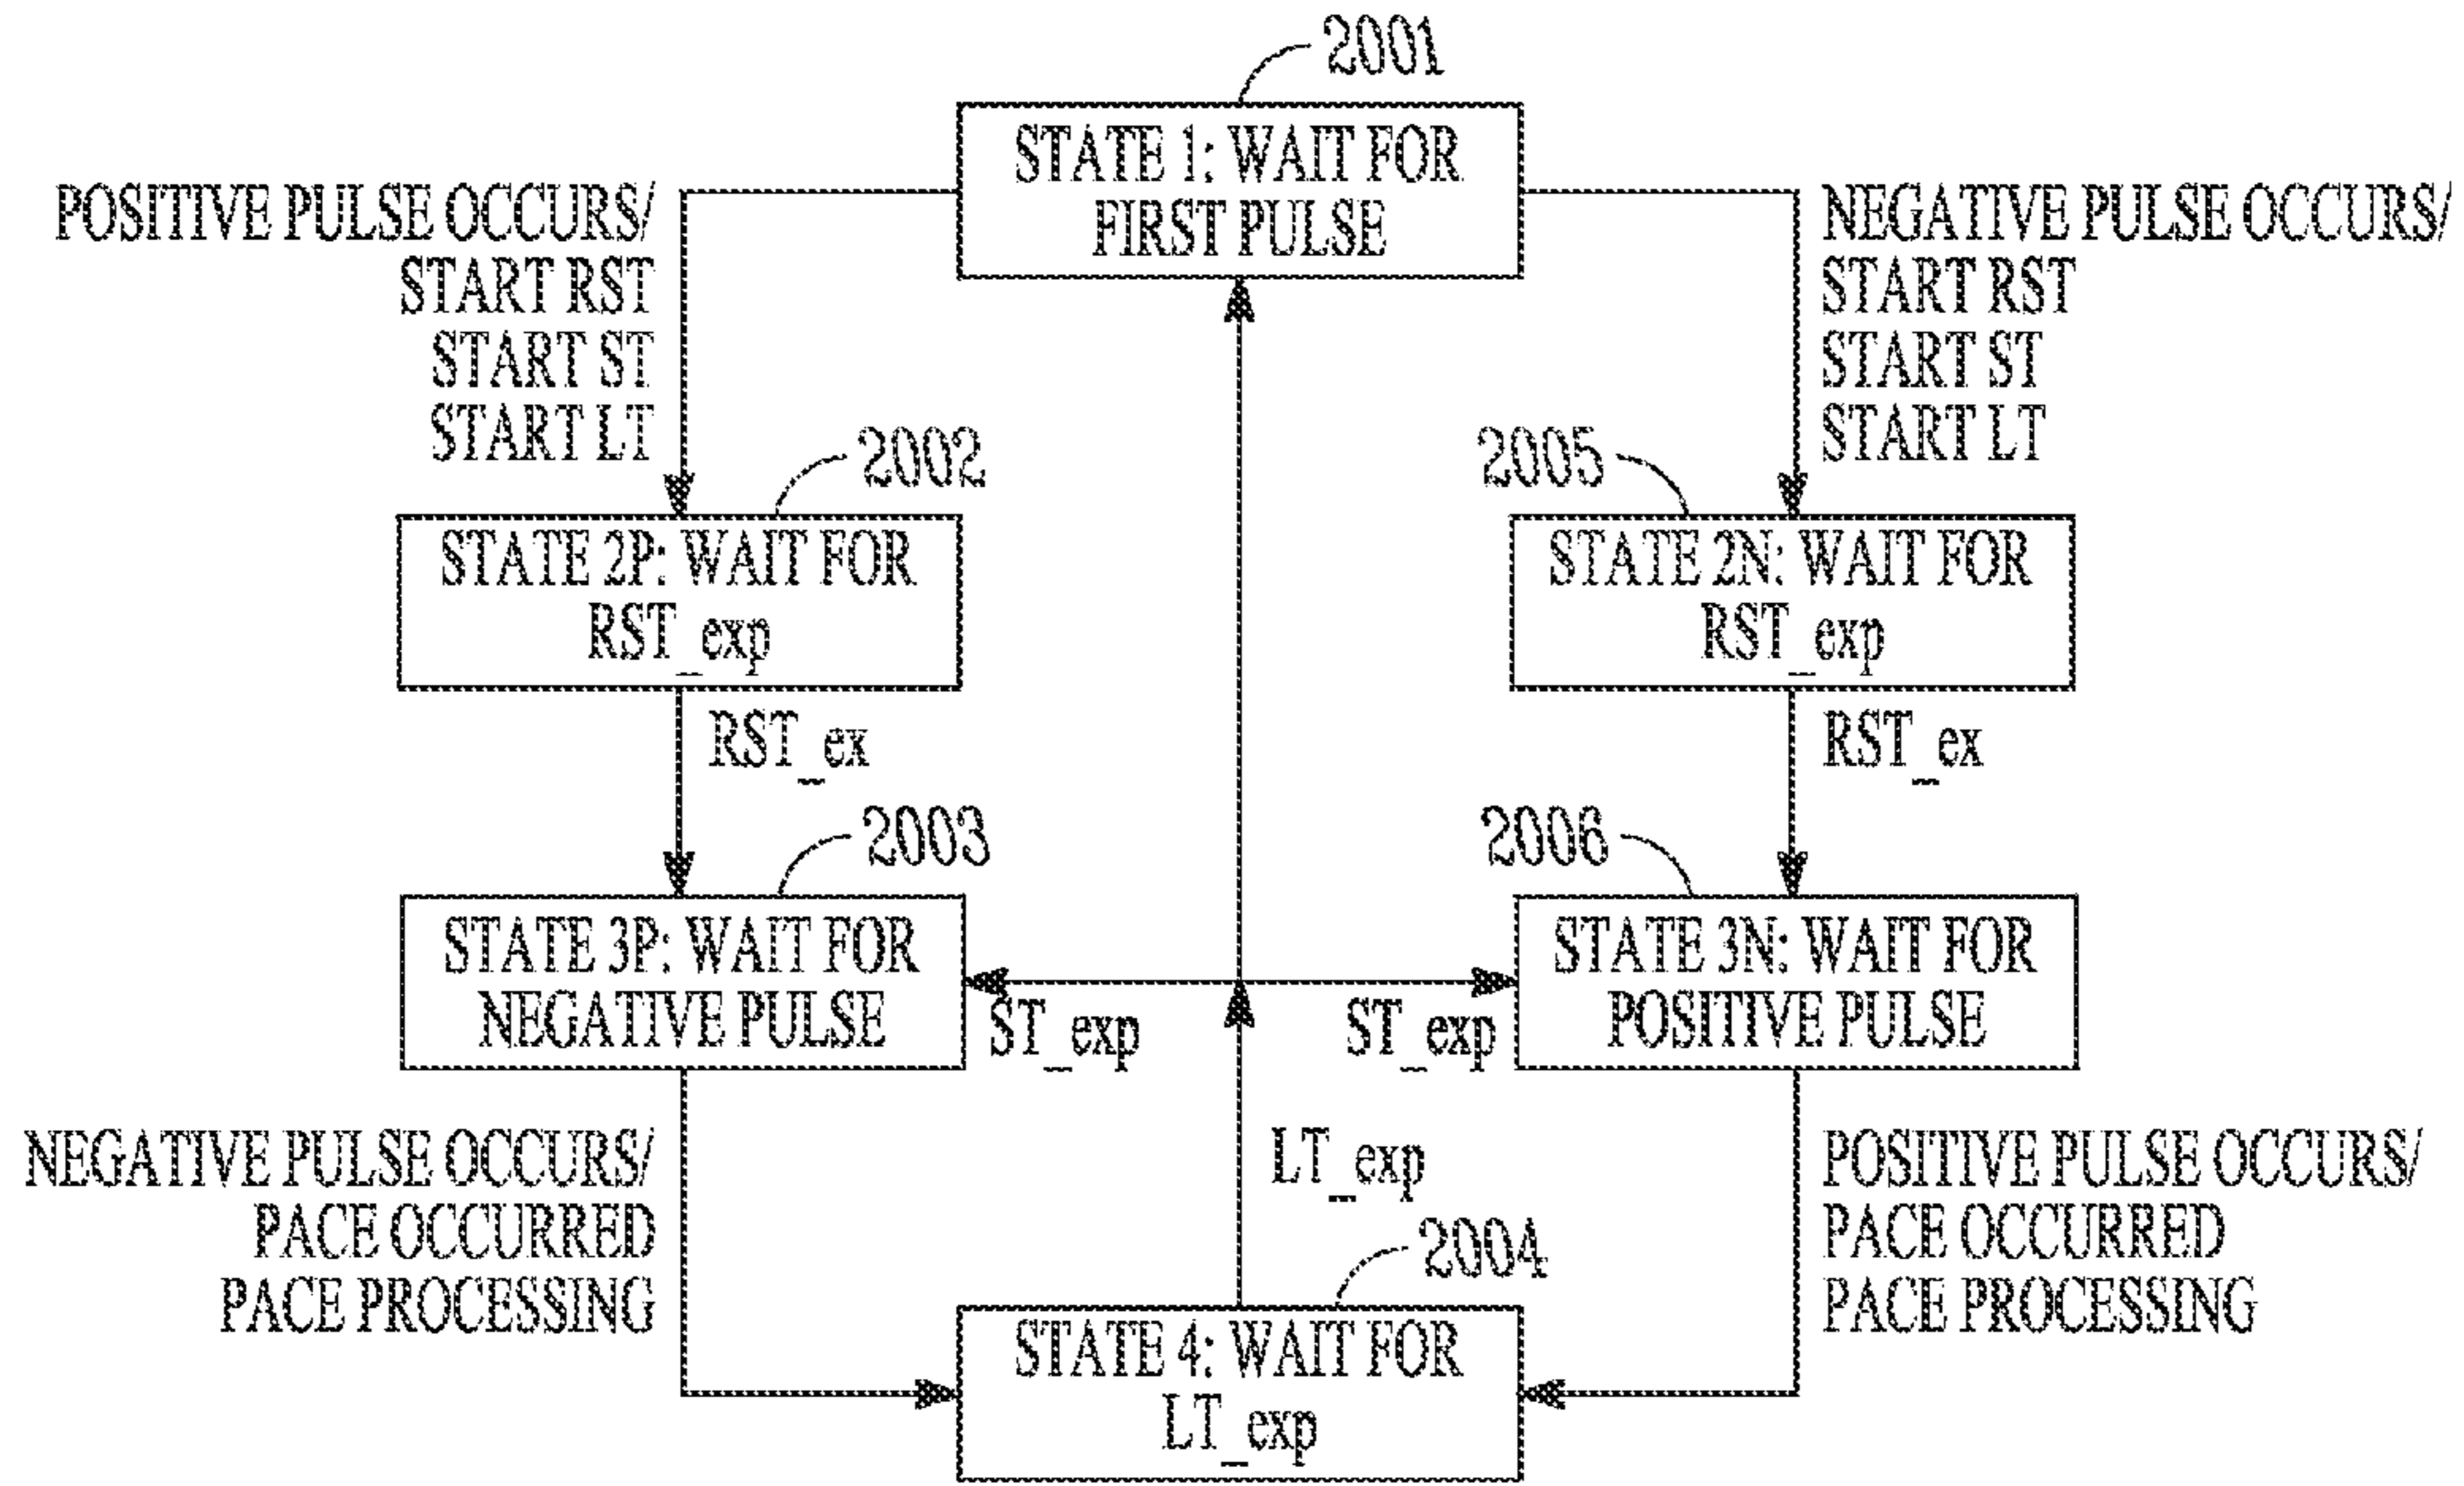 2001
STATE 1: WAIT FOR
FIRST PULSE
POSITIVE PULSE OCCURS/
START RST
START ST
START LT
NEGATIVE PULSE OCCURS/
START RST
START ST
START LT
2002
STATE 2P: WAIT FOR
RST_exp
2005
STATE 2N: WAIT FOR
RST_exp
RST_ex
RST_ex
2003
STATE 3P: WAIT FOR
NEGATIVE PULSE
2006
STATE 3N: WAIT FOR
POSITIVE PULSE
ST_exp
ST_exp
LT_exp
NEGATIVE PULSE OCCURS/
PACE OCCURRED
PACE PROCESSING
POSITIVE PULSE OCCURS/
PACE OCCURRED
PACE PROCESSING
2004
STATE 4: WAIT FOR
LT_exp